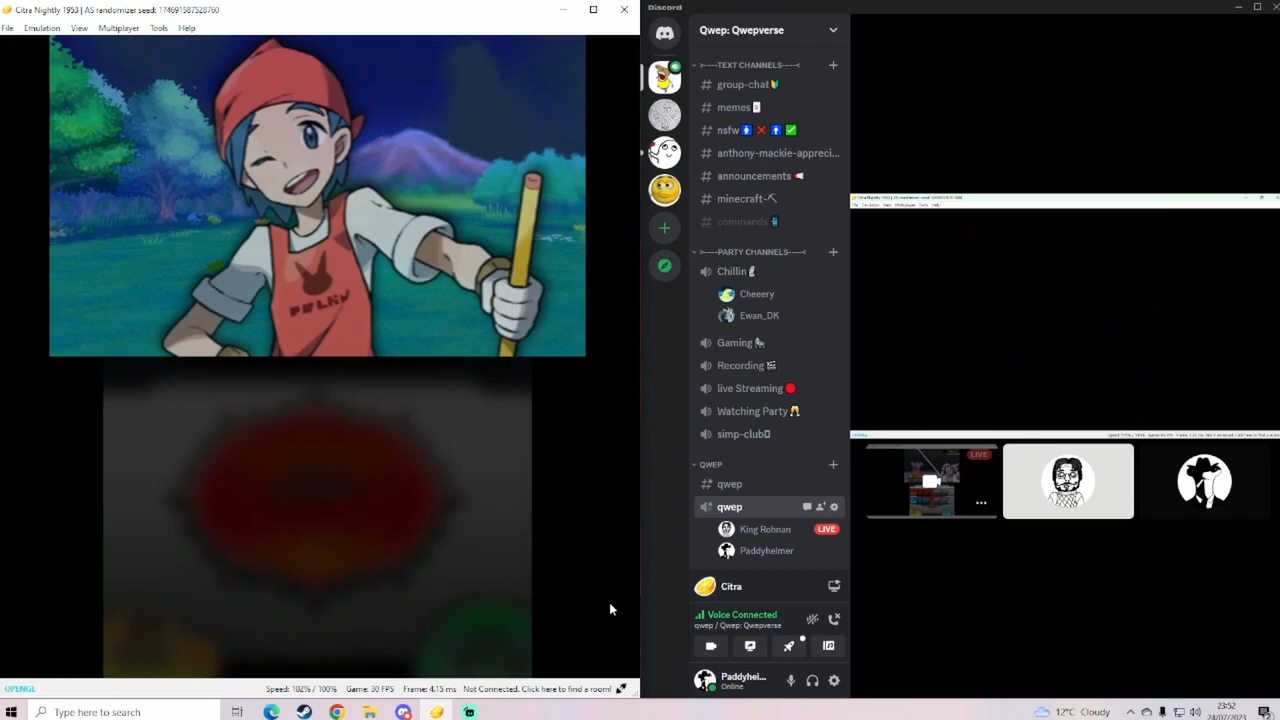 Citra Nightly 1953 | AS randomizer seed: 174691587528760
File Emulation View Multiplayer Tools Help
OPENGL
Speed: 102% / 100% Game: 30 FPS Frame: 4.15 ms Not Connected. Click here to find a room!
Discord
Qwep: Qwepverse
>----TEXT CHANNELS----<
group-chat
memes
nsfw
anthony-mackie-appreci...
announcements
minecraft-
commands
>----PARTY CHANNELS----<
Chillin
Cheeery
Ewan_DK
Gaming
Recording
live Streaming
Watching Party
simp-club
QWEP
qwep
qwep
King Rohnan LIVE
Paddyheimer
Citra
Voice Connected
qwep / Qwep: Qwepverse
Paddyhei...
Online
LIVE
Type here to search
12°C Cloudy
23:52
24/07/2023